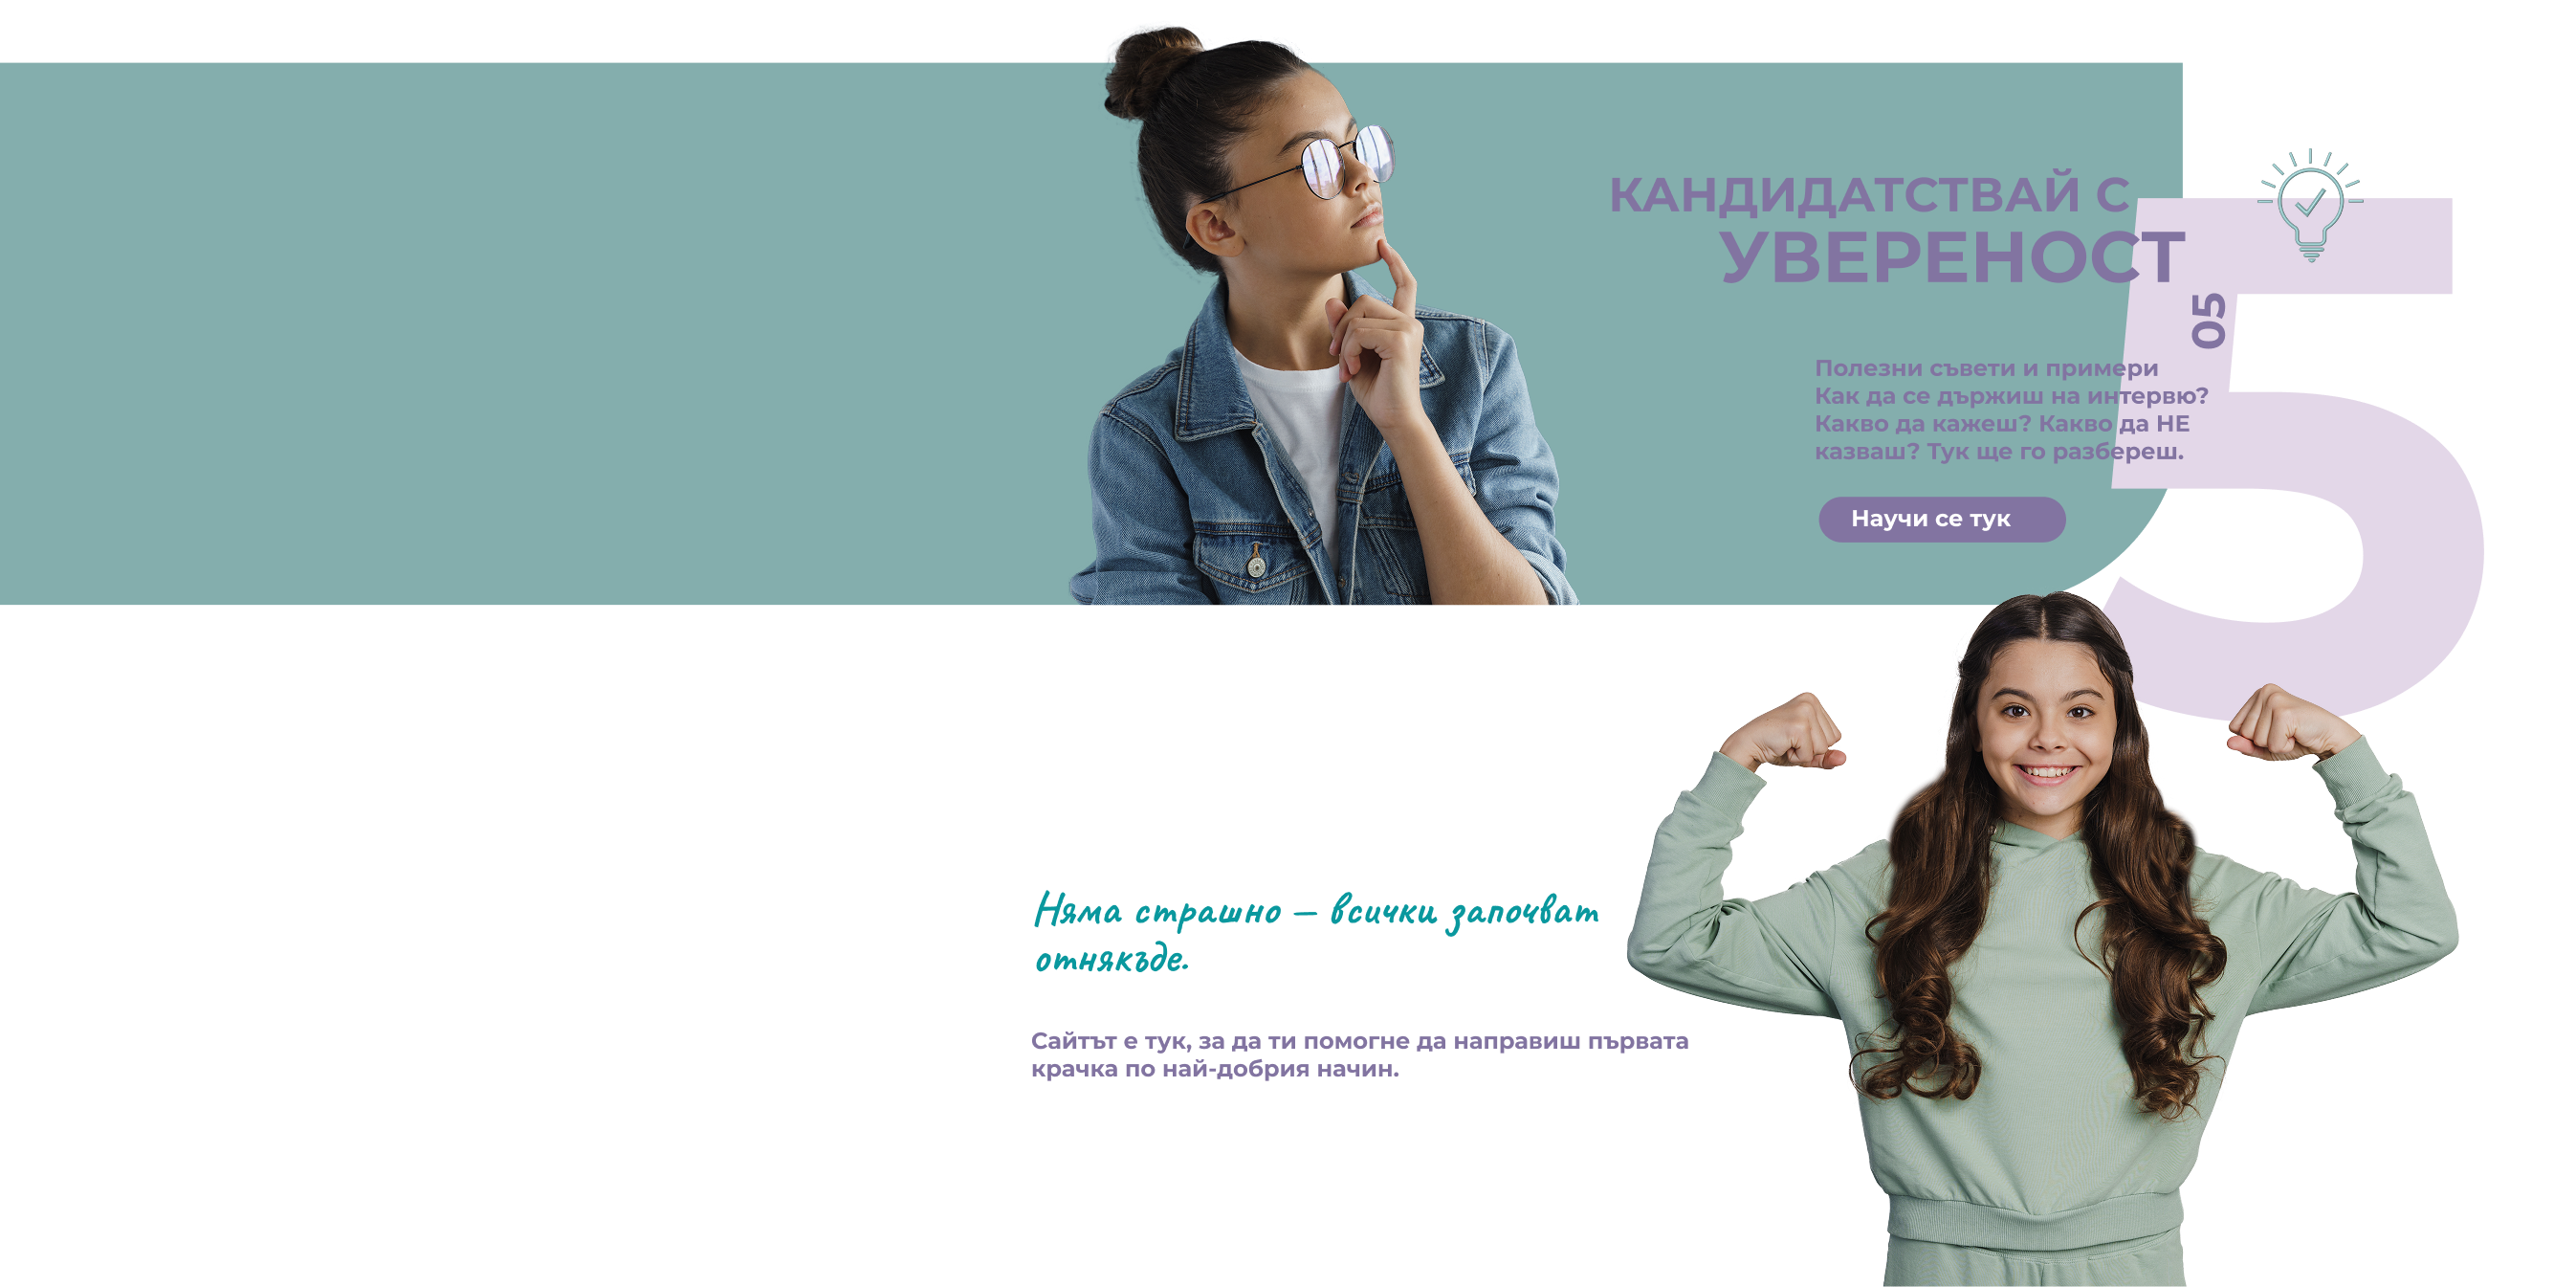 КАНДИДАТСТВАЙ С
УВЕРЕНОСТ
5
05
Полезни съвети и примери
Как да се държиш на интервю?
Какво да кажеш? Какво да НЕ
казваш? Тук ще го разбереш.
Научи се тук
Няма страшно – всички започват
отнякъде.
Сайтът е тук, за да ти помогне да направиш първата
крачка по най-добрия начин.